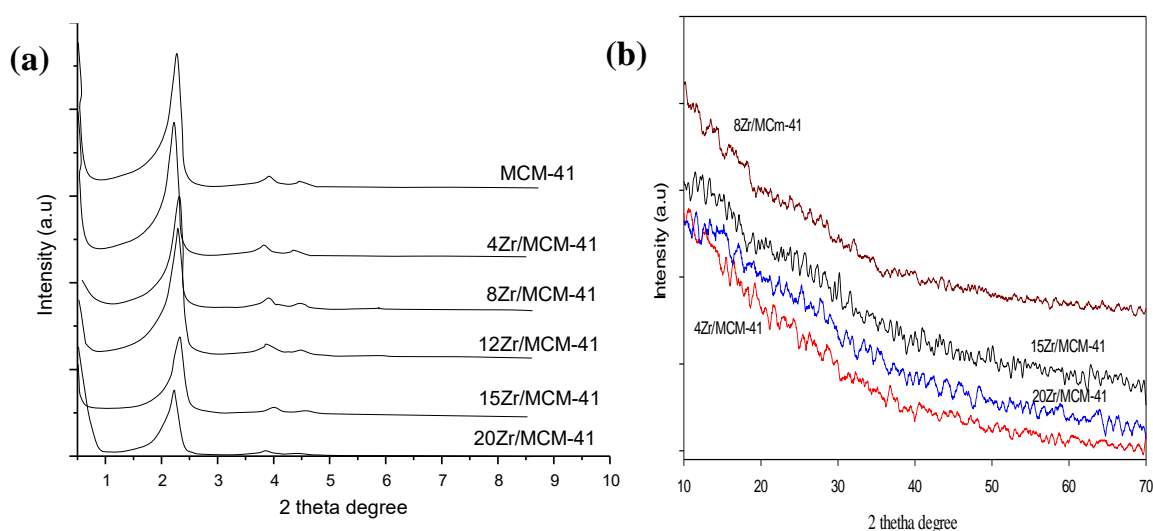 (a)
Intensity (a.u)
MCM-41
4Zr/MCM-41
8Zr/MCM-41
12Zr/MCM-41
15Zr/MCM-41
20Zr/MCM-41
1 2 3 4 5 6 7 8 9 10
2 theta degree
(b)
Intensity (a.u)
8Zr/MCm-41
4Zr/MCM-41
15Zr/MCM-41
20Zr/MCM-41
10 20 30 40 50 60 70
2 thetha degree